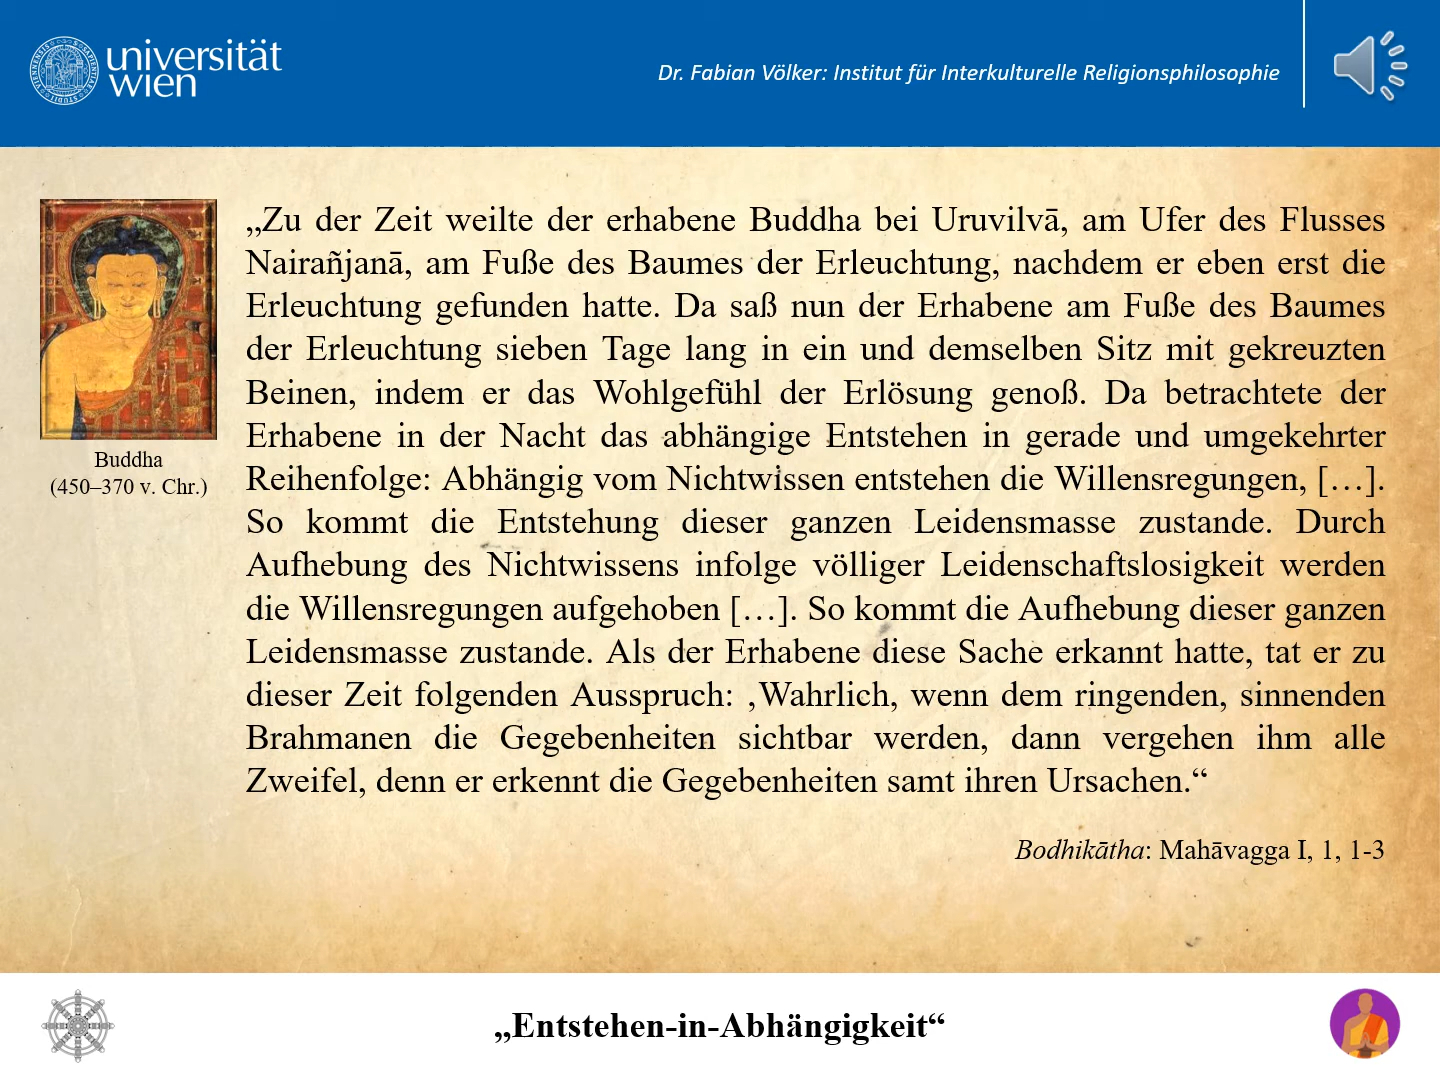 universität
wien
Dr. Fabian Völker: Institut für Interkulturelle Religionsphilosophie
„Zu der Zeit weilte der erhabene Buddha bei Uruvilvā, am Ufer des Flusses
Nairañjanā, am Fuße des Baumes der Erleuchtung, nachdem er eben erst die
Erleuchtung gefunden hatte. Da saß nun der Erhabene am Fuße des Baumes
der Erleuchtung sieben Tage lang in ein und demselben Sitz mit gekreuzten
Beinen, indem er das Wohlgefühl der Erlösung genoß. Da betrachtete der
Erhabene in der Nacht das abhängige Entstehen in gerade und umgekehrter
Reihenfolge: Abhängig vom Nichtwissen entstehen die Willensregungen, […].
So kommt die Entstehung dieser ganzen Leidensmasse zustande. Durch
Aufhebung des Nichtwissens infolge völliger Leidenschaftslosigkeit werden
die Willensregungen aufgehoben […]. So kommt die Aufhebung dieser ganzen
Leidensmasse zustande. Als der Erhabene diese Sache erkannt hatte, tat er zu
dieser Zeit folgenden Ausspruch: ‚Wahrlich, wenn dem ringenden, sinnenden
Brahmanen die Gegebenheiten sichtbar werden, dann vergehen ihm alle
Zweifel, denn er erkennt die Gegebenheiten samt ihren Ursachen.“
Buddha
(450–370 v. Chr.)
Bodhikātha: Mahāvagga I, 1, 1-3
„Entstehen-in-Abhängigkeit“